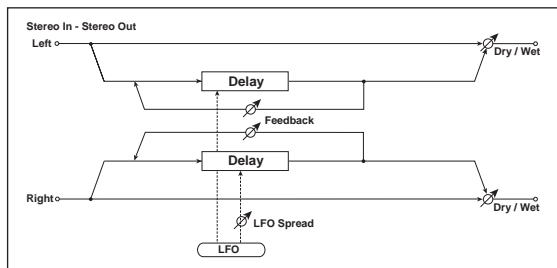 Stereo In - Stereo Out
Left
Dry / Wet
Delay
Feedback
Delay
Right
Dry / Wet
LFO Spread
LFO